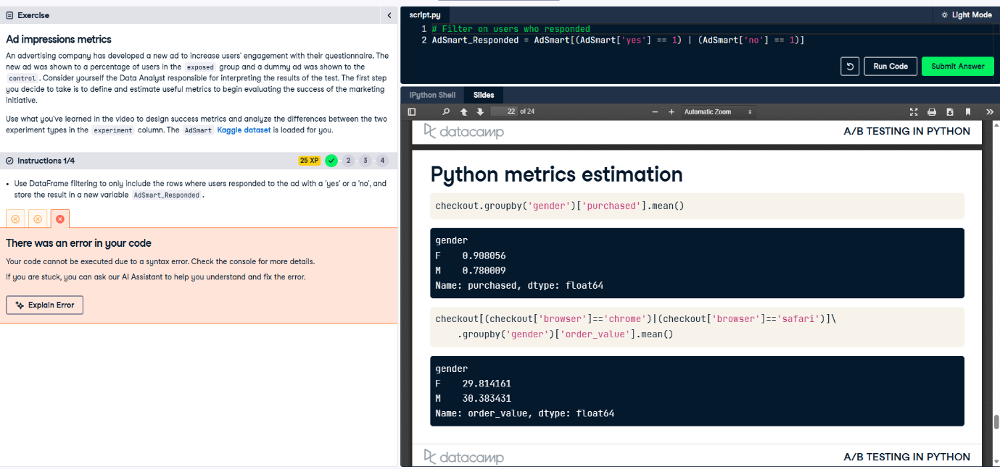 Exercise
Ad impressions metrics
An advertising company has developed a new ad to increase users' engagement with their questionnaire. The
new ad was shown to a percentage of users in the exposed group and a dummy ad was shown to the
control . Consider yourself the Data Analyst responsible for interpreting the results of the test. The first step
you decide to take is to define and estimate useful metrics to begin evaluating the success of the marketing
initiative.
Use what you've learned in the video to design success metrics and analyze the differences between the two
experiment types in the experiment column. The AdSmart Kaggle dataset is loaded for you.
Instructions 1/4
25 XP
2
3
4
• Use DataFrame filtering to only include the rows where users responded to the ad with a 'yes' or a 'no', and
store the result in a new variable AdSmart_Responded .
There was an error in your code
Your code cannot be executed due to a syntax error. Check the console for more details.
If you are stuck, you can ask our AI Assistant to help you understand and fix the error.
Explain Error
script.py
Light Mode
1 # Filter on users who responded
2 AdSmart_Responded = AdSmart[(AdSmart['yes'] == 1) | (AdSmart['no'] == 1)]
Run Code
Submit Answer
IPython Shell
Slides
22 of 24
Automatic Zoom
datacamp
A/B TESTING IN PYTHON
Python metrics estimation
checkout.groupby('gender')['purchased'].mean()
gender
F    0.908056
M    0.780009
Name: purchased, dtype: float64
checkout[(checkout['browser']=='chrome')|(checkout['browser']=='safari')]\
    .groupby('gender')['order_value'].mean()
gender
F    29.814161
M    30.383431
Name: order_value, dtype: float64
datacamp
A/B TESTING IN PYTHON